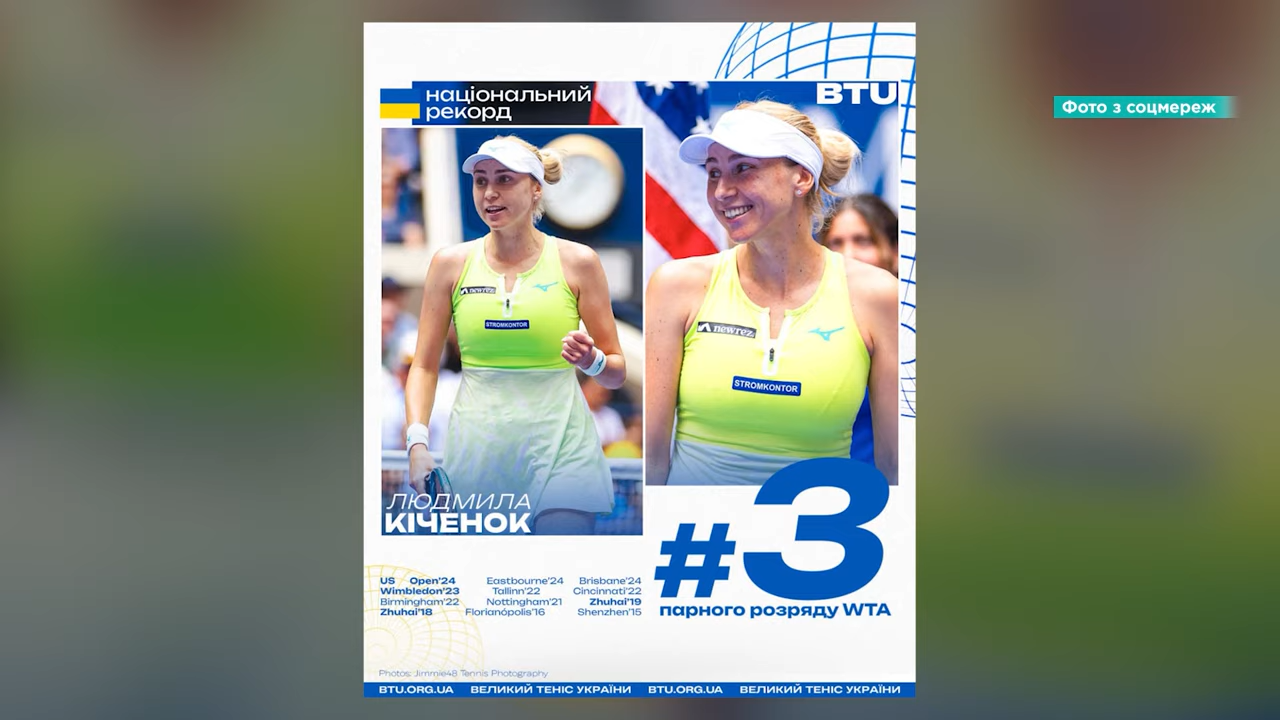 Фото з соцмереж
національний
рекорд
BTU
newrez
STROMKONTOR
newrez
STROMKONTOR
ЛЮДМИЛА
КІЧЕНОК
#3
парного розряду WTA
US Open'24 Eastbourne'24 Brisbane'24
Wimbledon'23 Tallinn'22 Cincinnati'22
Birmingham'22 Nottingham'21 Zhuhai'19
Zhuhai'18 Florianópolis'16 Shenzhen'15
Photos: Jimmie48 Tennis Photography
BTU.ORG.UA ВЕЛИКИЙ ТЕНІС УКРАЇНИ BTU.ORG.UA ВЕЛИКИЙ ТЕНІС УКРАЇНИ